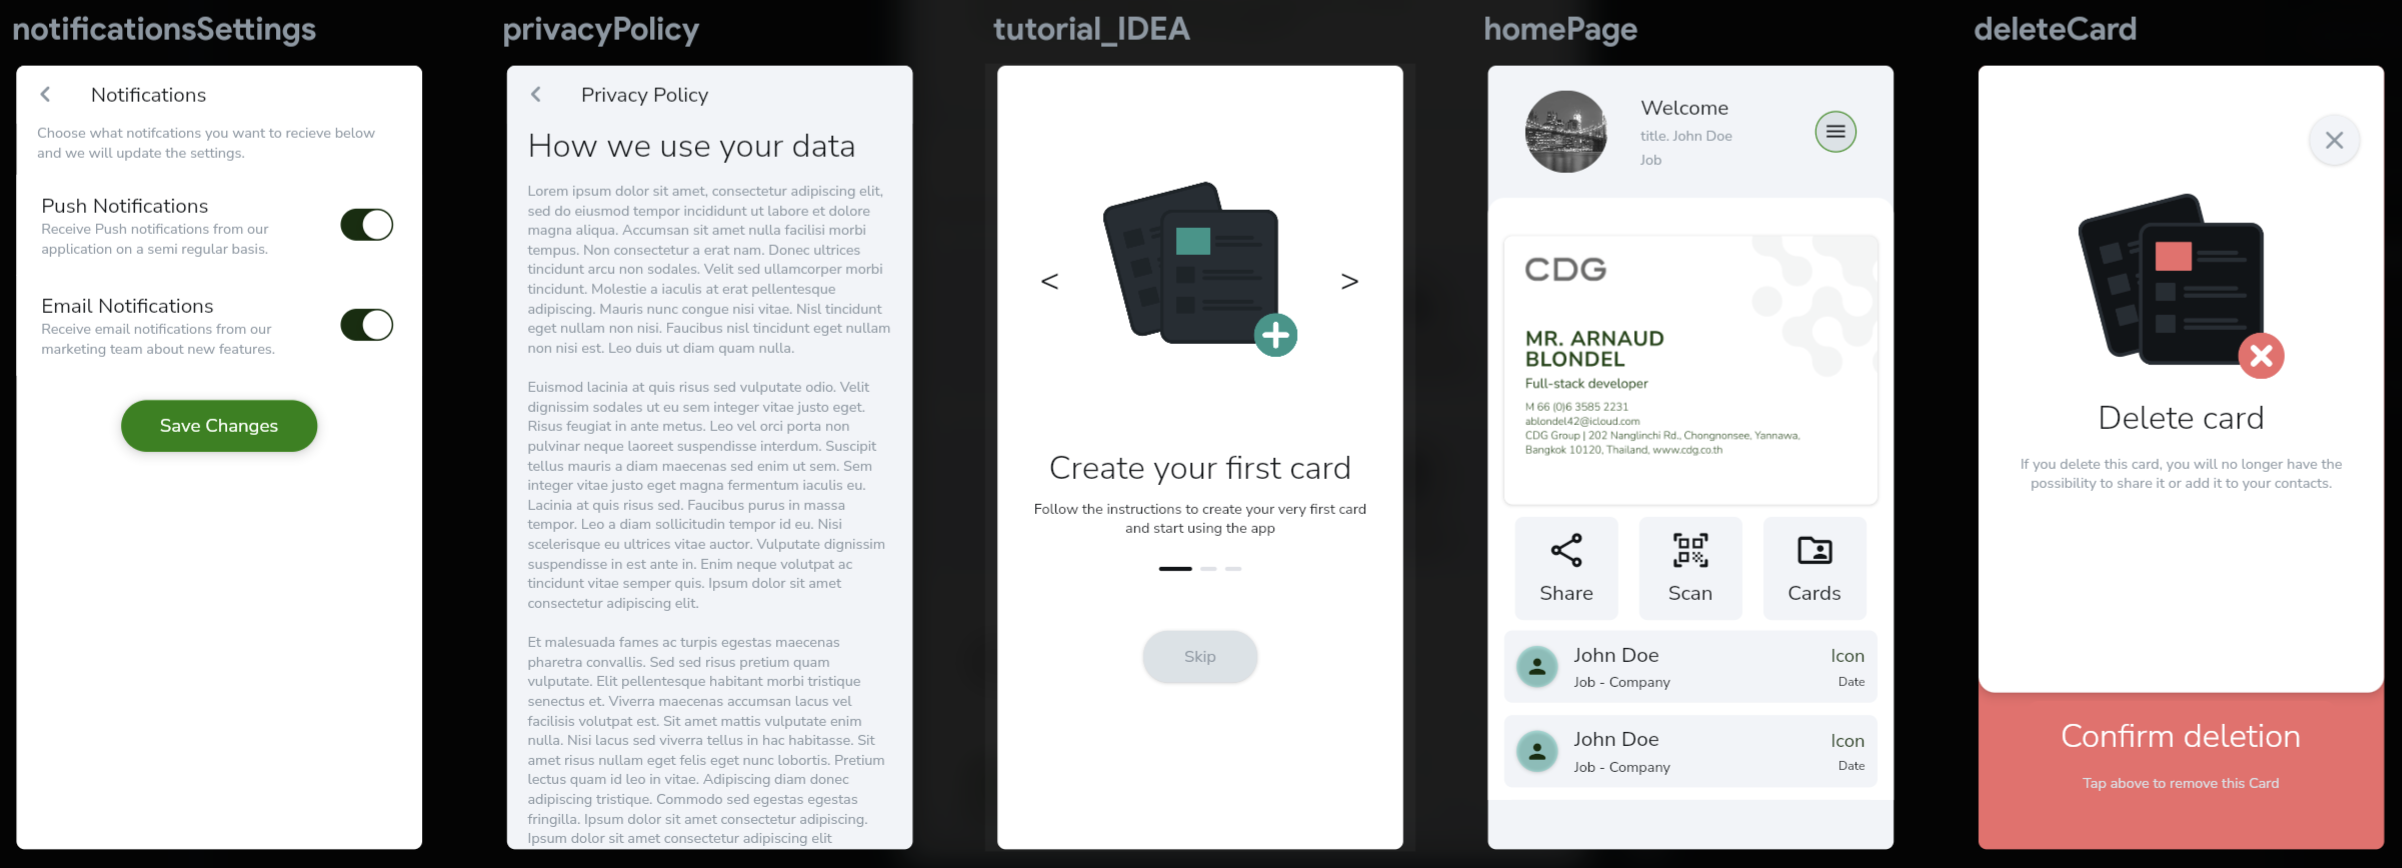 notificationsSettings
Notifications
Choose what notifcations you want to recieve below
and we will update the settings.
Push Notifications
Receive Push notifications from our
application on a semi regular basis.
Email Notifications
Receive email notifications from our
marketing team about new features.
Save Changes
privacyPolicy
Privacy Policy
How we use your data
Lorem ipsum dolor sit amet, consectetur adipiscing elit,
sed do eiusmod tempor incididunt ut labore et dolore
magna aliqua. Accumsan sit amet nulla facilisi morbi
tempus. Non consectetur a erat nam. Donec ultrices
tincidunt arcu non sodales. Velit sed ullamcorper morbi
tincidunt. Molestie a iaculis at erat pellentesque
adipiscing. Mauris nunc congue nisi vitae. Nisl tincidunt
eget nullam non nisi. Faucibus nisl tincidunt eget nullam
non nisi est. Leo duis ut diam quam nulla.
Euismod lacinia at quis risus sed vulputate odio. Velit
dignissim sodales ut eu sem integer vitae justo eget.
Risus feugiat in ante metus. Leo vel orci porta non
pulvinar neque laoreet suspendisse interdum. Suscipit
tellus mauris a diam maecenas sed enim ut sem. Sem
integer vitae justo eget magna fermentum iaculis eu.
Lacinia at quis risus sed. Faucibus purus in massa
tempor. Leo a diam sollicitudin tempor id eu. Nisi
scelerisque eu ultrices vitae auctor. Vulputate dignissim
suspendisse in est ante in. Enim neque volutpat ac
tincidunt vitae semper quis. Ipsum dolor sit amet
consectetur adipiscing elit.
Et malesuada fames ac turpis egestas maecenas
pharetra convallis. Sed sed risus pretium quam
vulputate. Elit pellentesque habitant morbi tristique
senectus et. Viverra maecenas accumsan lacus vel
facilisis volutpat est. Sit amet mattis vulputate enim
nulla. Nisi lacus sed viverra tellus in hac habitasse. Sit
amet risus nullam eget felis eget nunc lobortis. Pretium
lectus quam id leo in vitae. Adipiscing diam donec
adipiscing tristique. Commodo sed egestas egestas
fringilla. Ipsum dolor sit amet consectetur adipiscing.
Ipsum dolor sit amet consectetur adipiscing elit
tutorial_IDEA
<
>
Create your first card
Follow the instructions to create your very first card
and start using the app
Skip
homePage
Welcome
title. John Doe
Job
CDG
MR. ARNAUD
BLONDEL
Full-stack developer
M 66 (0)6 3585 2231
ablondel42@icloud.com
CDG Group | 202 Nanglinchi Rd., Chongnonsee, Yannawa,
Bangkok 10120, Thailand, www.cdg.co.th
Share
Scan
Cards
John Doe
Icon
Job - Company
Date
John Doe
Icon
Job - Company
Date
deleteCard
Delete card
If you delete this card, you will no longer have the
possibility to share it or add it to your contacts.
Confirm deletion
Tap above to remove this Card